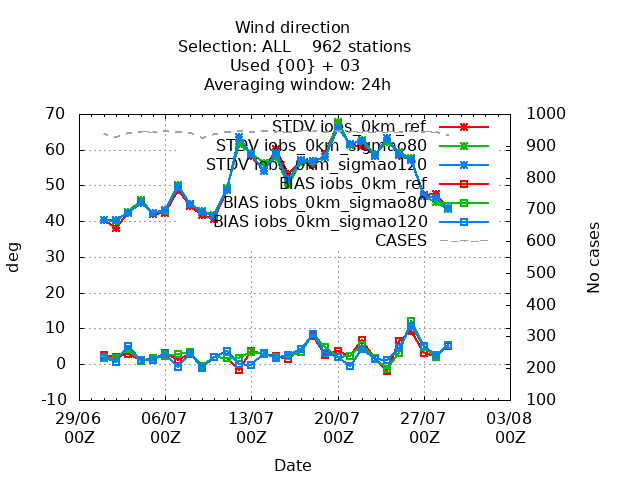 Wind direction
Selection: ALL    962 stations
Used {00} + 03
Averaging window: 24h
70 1000
STDV iobs_0km_ref
STDV iobs_0km_sigmao80
60 900
STDV iobs_0km_sigmao120
800
50 BIAS iobs_0km_ref
BIAS iobs_0km_sigmao80 700
40 BIAS iobs_0km_sigmao120
CASES 600
30 500
20 400
10 300
0 200
-10 100
deg
No cases
29/06 06/07 13/07 20/07 27/07 03/08
00Z 00Z 00Z 00Z 00Z 00Z
Date